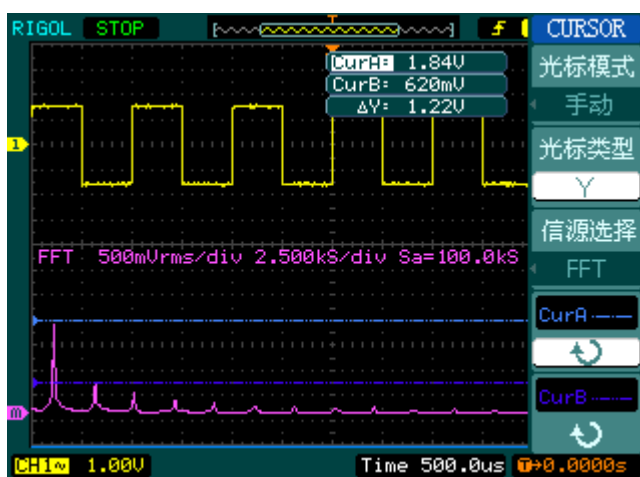 RIGOL STOP T f CURSOR
CurA= 1.84V
CurB= 620mV
ΔY= 1.22V
光标模式
手动
光标类型
Y
信源选择
FFT
CurA
CurB
1
FFT 500mVrms/div 2.500kS/div Sa=100.0kS
m
CH1~ 1.00V Time 500.0us T→0.0000s